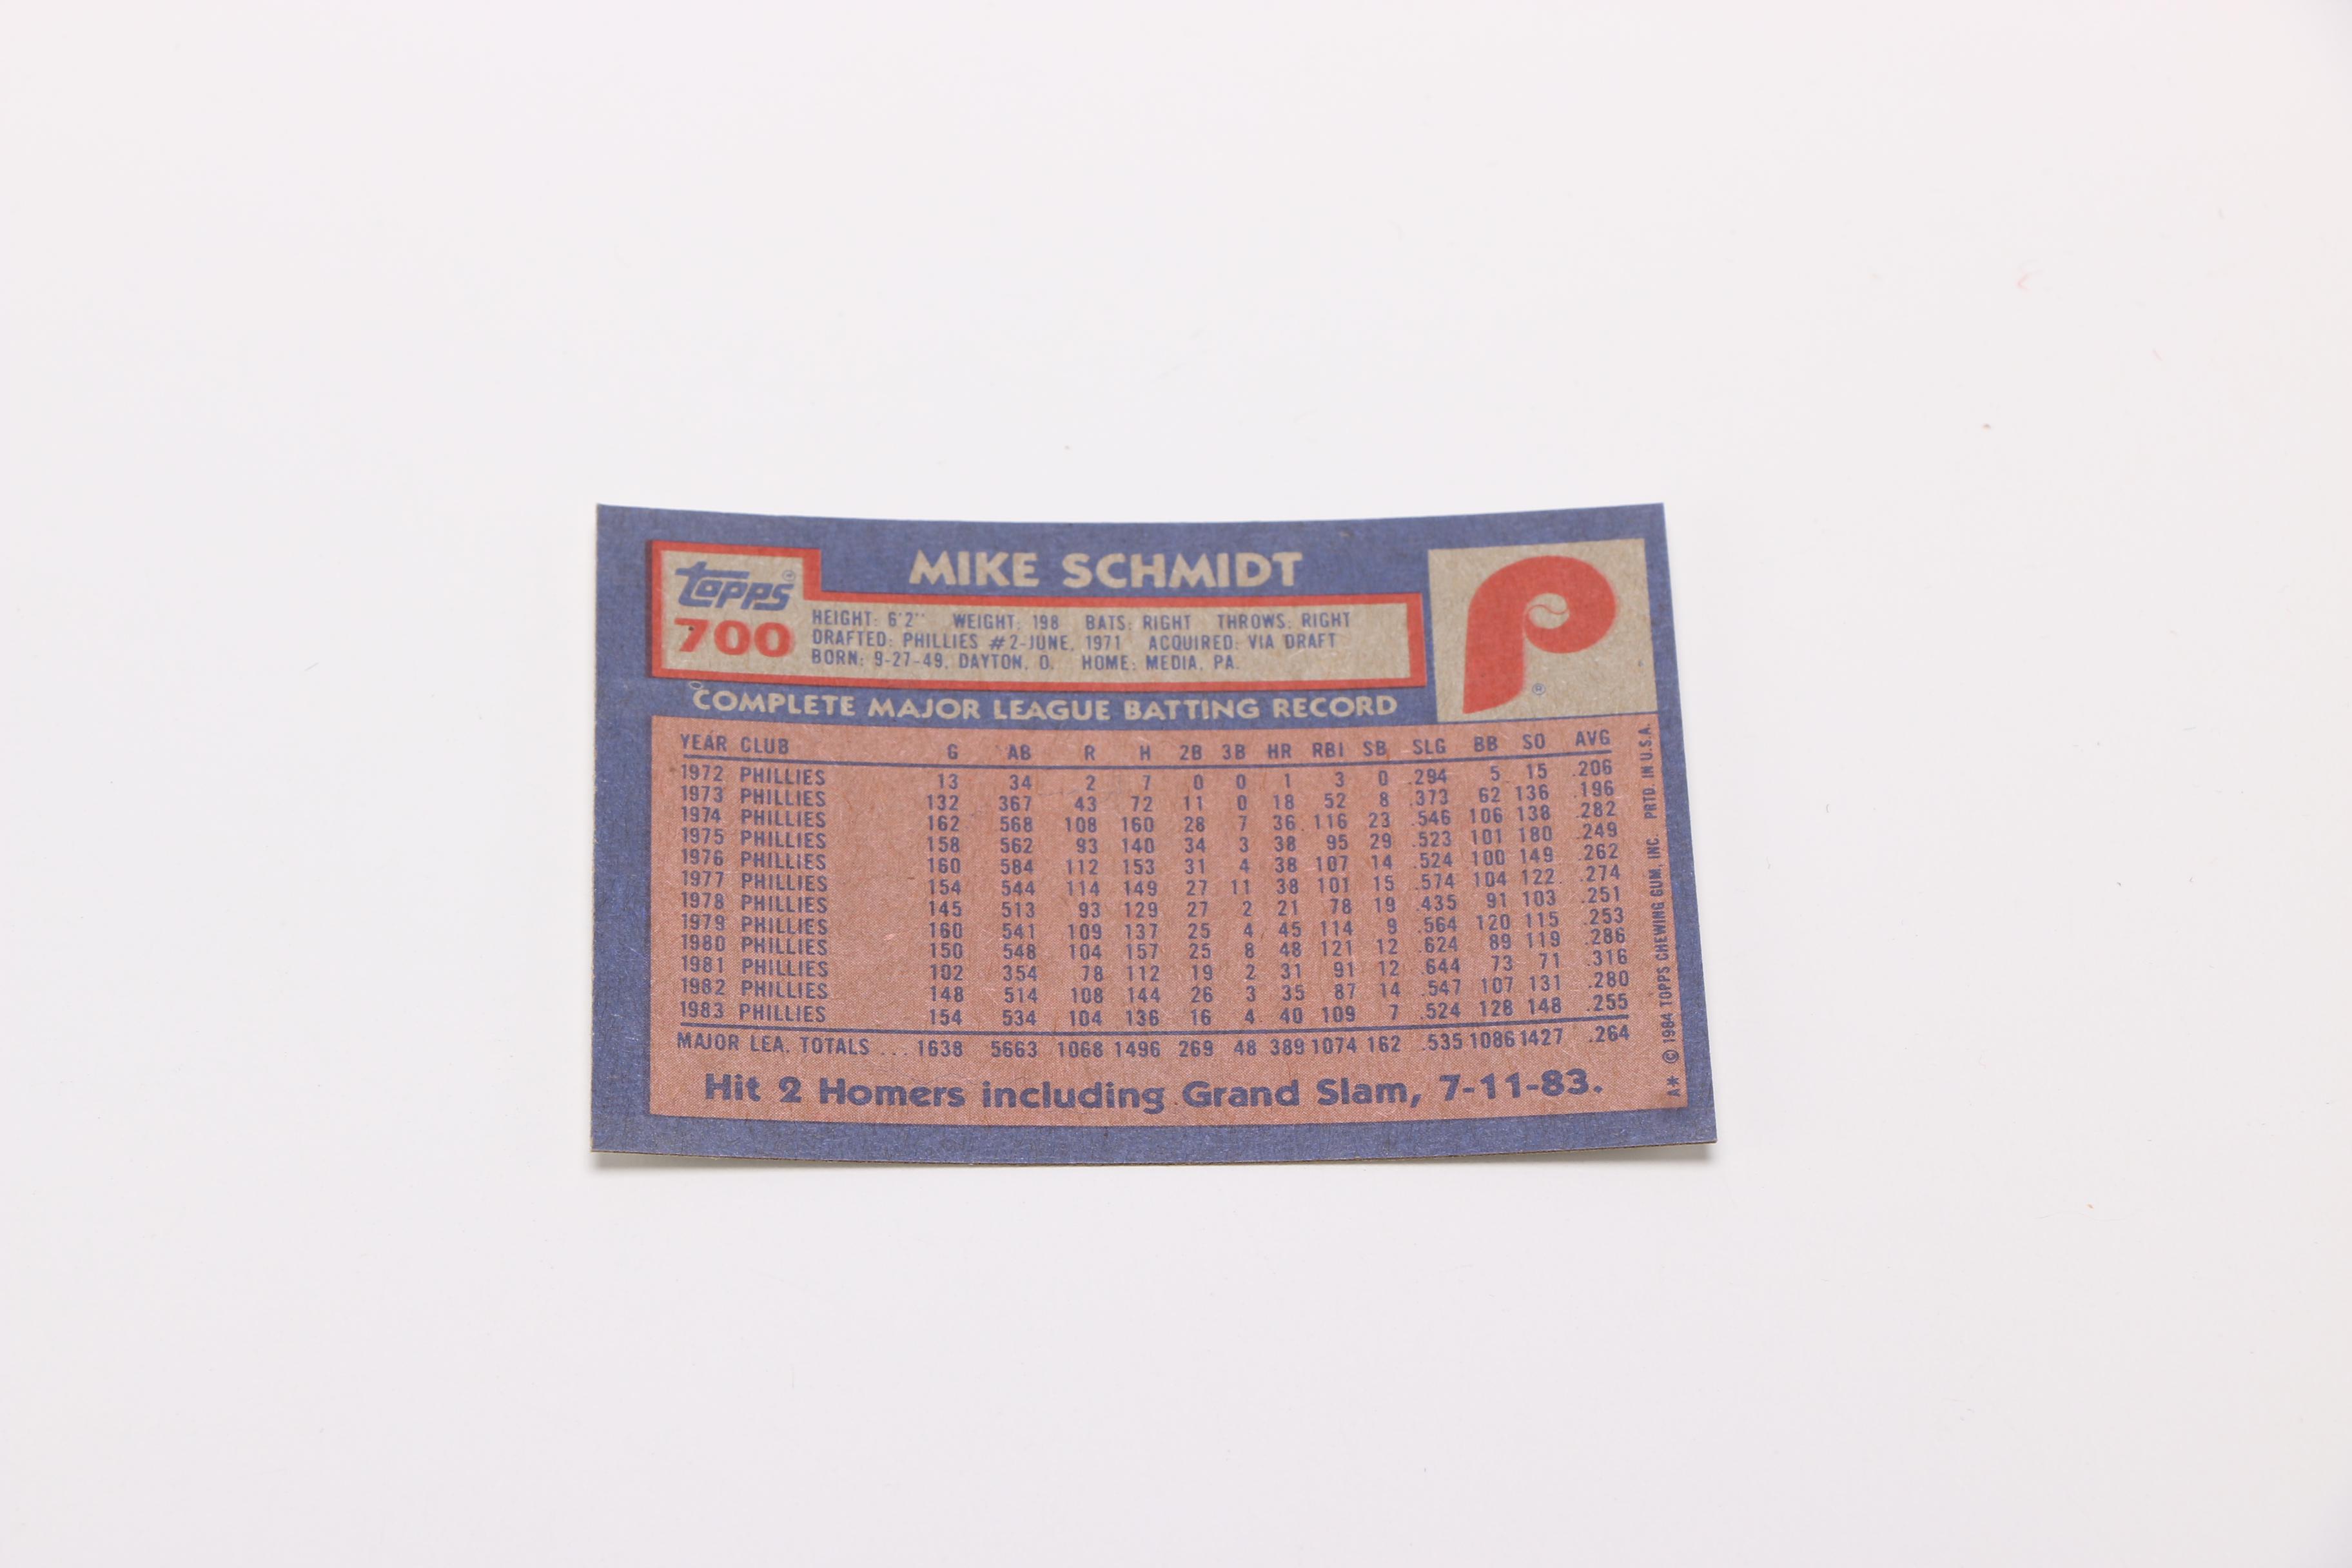 topps®
700
MIKE SCHMIDT
HEIGHT: 6'2'' WEIGHT: 198 BATS: RIGHT THROWS: RIGHT
DRAFTED: PHILLIES #2-JUNE, 1971 ACQUIRED: VIA DRAFT
BORN: 9-27-49, DAYTON, O. HOME: MEDIA, PA.
P ®
COMPLETE MAJOR LEAGUE BATTING RECORD
YEAR CLUB G AB R H 2B 3B HR RBI SB SLG BB SO AVG
1972 PHILLIES 13 34 2 7 0 0 1 3 0 .294 5 15 .206
1973 PHILLIES 132 367 43 72 11 0 18 52 8 .373 62 136 .196
1974 PHILLIES 162 568 108 160 28 7 36 116 23 .546 106 138 .282
1975 PHILLIES 158 562 93 140 34 3 38 95 29 .523 101 180 .249
1976 PHILLIES 160 584 112 153 31 4 38 107 14 .524 100 149 .262
1977 PHILLIES 154 544 114 149 27 11 38 101 15 .574 104 122 .274
1978 PHILLIES 145 513 93 129 27 2 21 78 19 .435 91 103 .251
1979 PHILLIES 160 541 109 137 25 4 45 114 9 .564 120 115 .253
1980 PHILLIES 150 548 104 157 25 8 48 121 12 .624 89 119 .286
1981 PHILLIES 102 354 78 112 19 2 31 91 12 .644 73 71 .316
1982 PHILLIES 148 514 108 144 26 3 35 87 14 .547 107 131 .280
1983 PHILLIES 154 534 104 136 16 4 40 109 7 .524 128 148 .255
MAJOR LEA. TOTALS ... 1638 5663 1068 1496 269 48 389 1074 162 .535 1086 1427 .264
Hit 2 Homers including Grand Slam, 7-11-83.
A* © 1984 TOPPS CHEWING GUM, INC. PRTD. IN U.S.A.